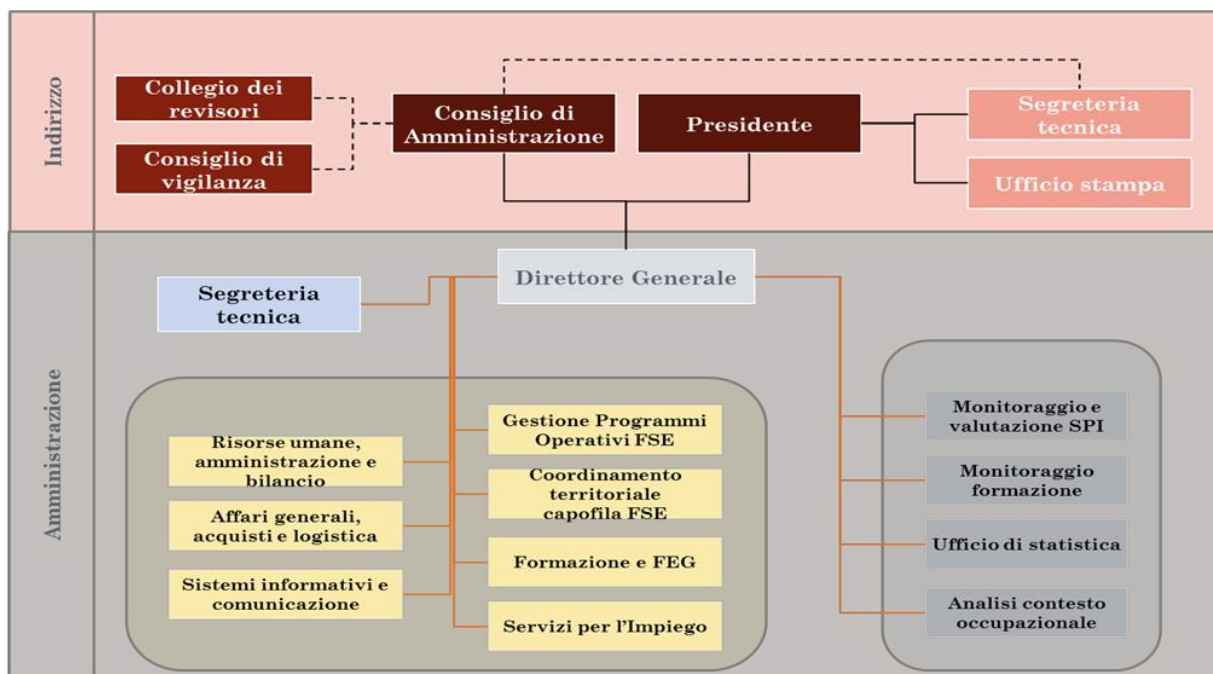 Indirizzo
Collegio dei
revisori
Consiglio di
vigilanza
Consiglio di
Amministrazione
Presidente
Segreteria
tecnica
Ufficio stampa
Amministrazione
Direttore Generale
Segreteria
tecnica
Risorse umane,
amministrazione e
bilancio
Affari generali,
acquisti e logistica
Sistemi informativi e
comunicazione
Gestione Programmi
Operativi FSE
Coordinamento
territoriale
capofila FSE
Formazione e FEG
Servizi per l'Impiego
Monitoraggio e
valutazione SPI
Monitoraggio
formazione
Ufficio di statistica
Analisi contesto
occupazionale